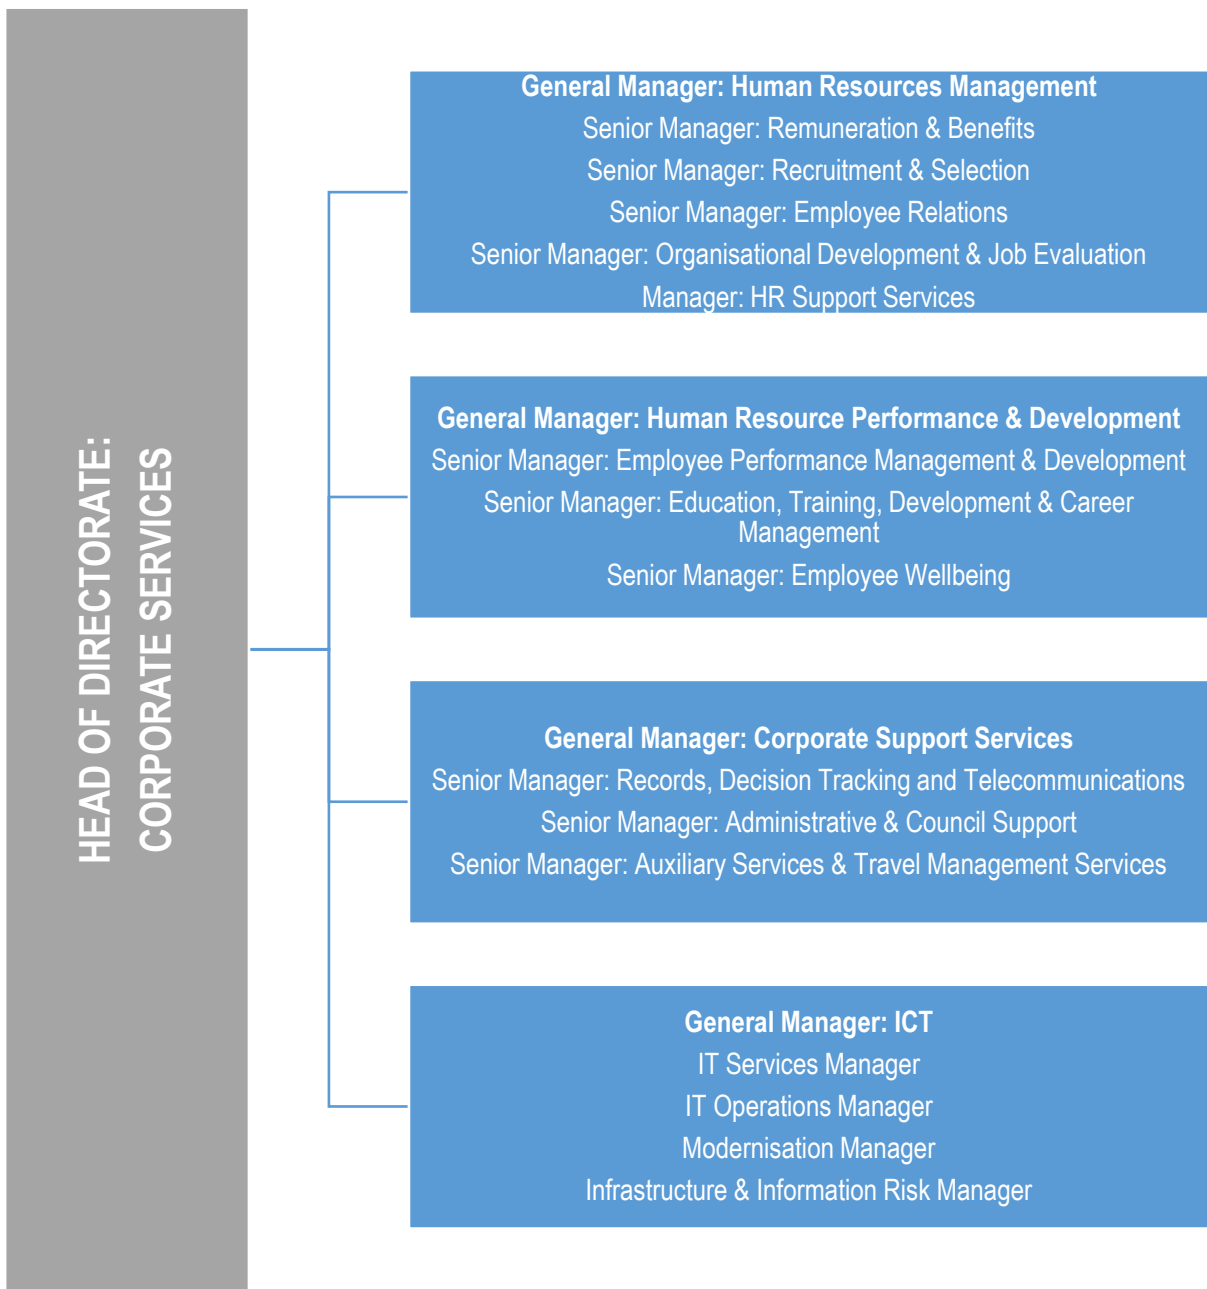 HEAD OF DIRECTORATE:
CORPORATE SERVICES
General Manager: Human Resources Management
Senior Manager: Remuneration & Benefits
Senior Manager: Recruitment & Selection
Senior Manager: Employee Relations
Senior Manager: Organisational Development & Job Evaluation
Manager: HR Support Services
General Manager: Human Resource Performance & Development
Senior Manager: Employee Performance Management & Development
Senior Manager: Education, Training, Development & Career
Management
Senior Manager: Employee Wellbeing
General Manager: Corporate Support Services
Senior Manager: Records, Decision Tracking and Telecommunications
Senior Manager: Administrative & Council Support
Senior Manager: Auxiliary Services & Travel Management Services
General Manager: ICT
IT Services Manager
IT Operations Manager
Modernisation Manager
Infrastructure & Information Risk Manager